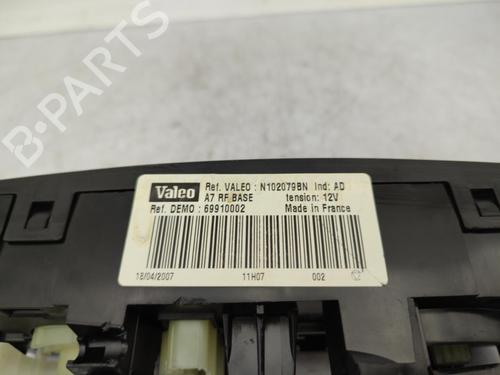 Valeo
Ref. VALEO : N102079BN Ind: AD
A7 RF BASE tension: 12V
Ref. DEMO : 69910002 Made in France
18/04/2007 11H07 002
B-PARTS